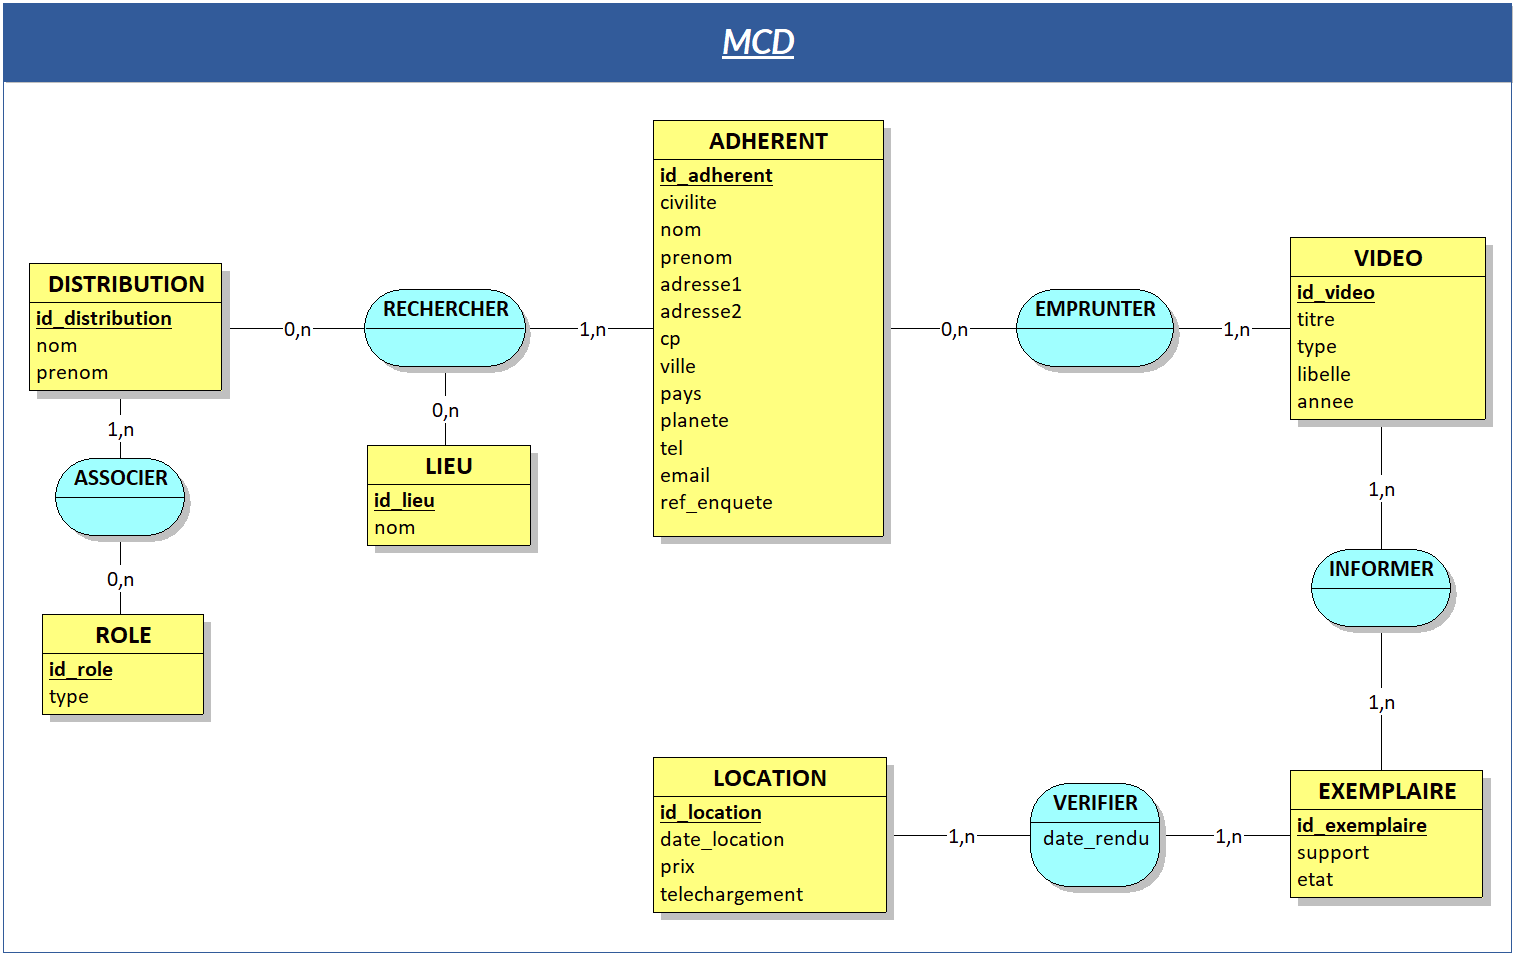 MCD
DISTRIBUTION
id_distribution
nom
prenom
0,n
RECHERCHER
1,n
ADHERENT
id_adherent
civilite
nom
prenom
adresse1
adresse2
cp
ville
pays
planete
tel
email
ref_enquete
0,n
EMPRUNTER
1,n
VIDEO
id_video
titre
type
libelle
annee
1,n
ASSOCIER
0,n
ROLE
id_role
type
0,n
LIEU
id_lieu
nom
1,n
INFORMER
1,n
LOCATION
id_location
date_location
prix
telechargement
1,n
VERIFIER
date_rendu
1,n
EXEMPLAIRE
id_exemplaire
support
etat